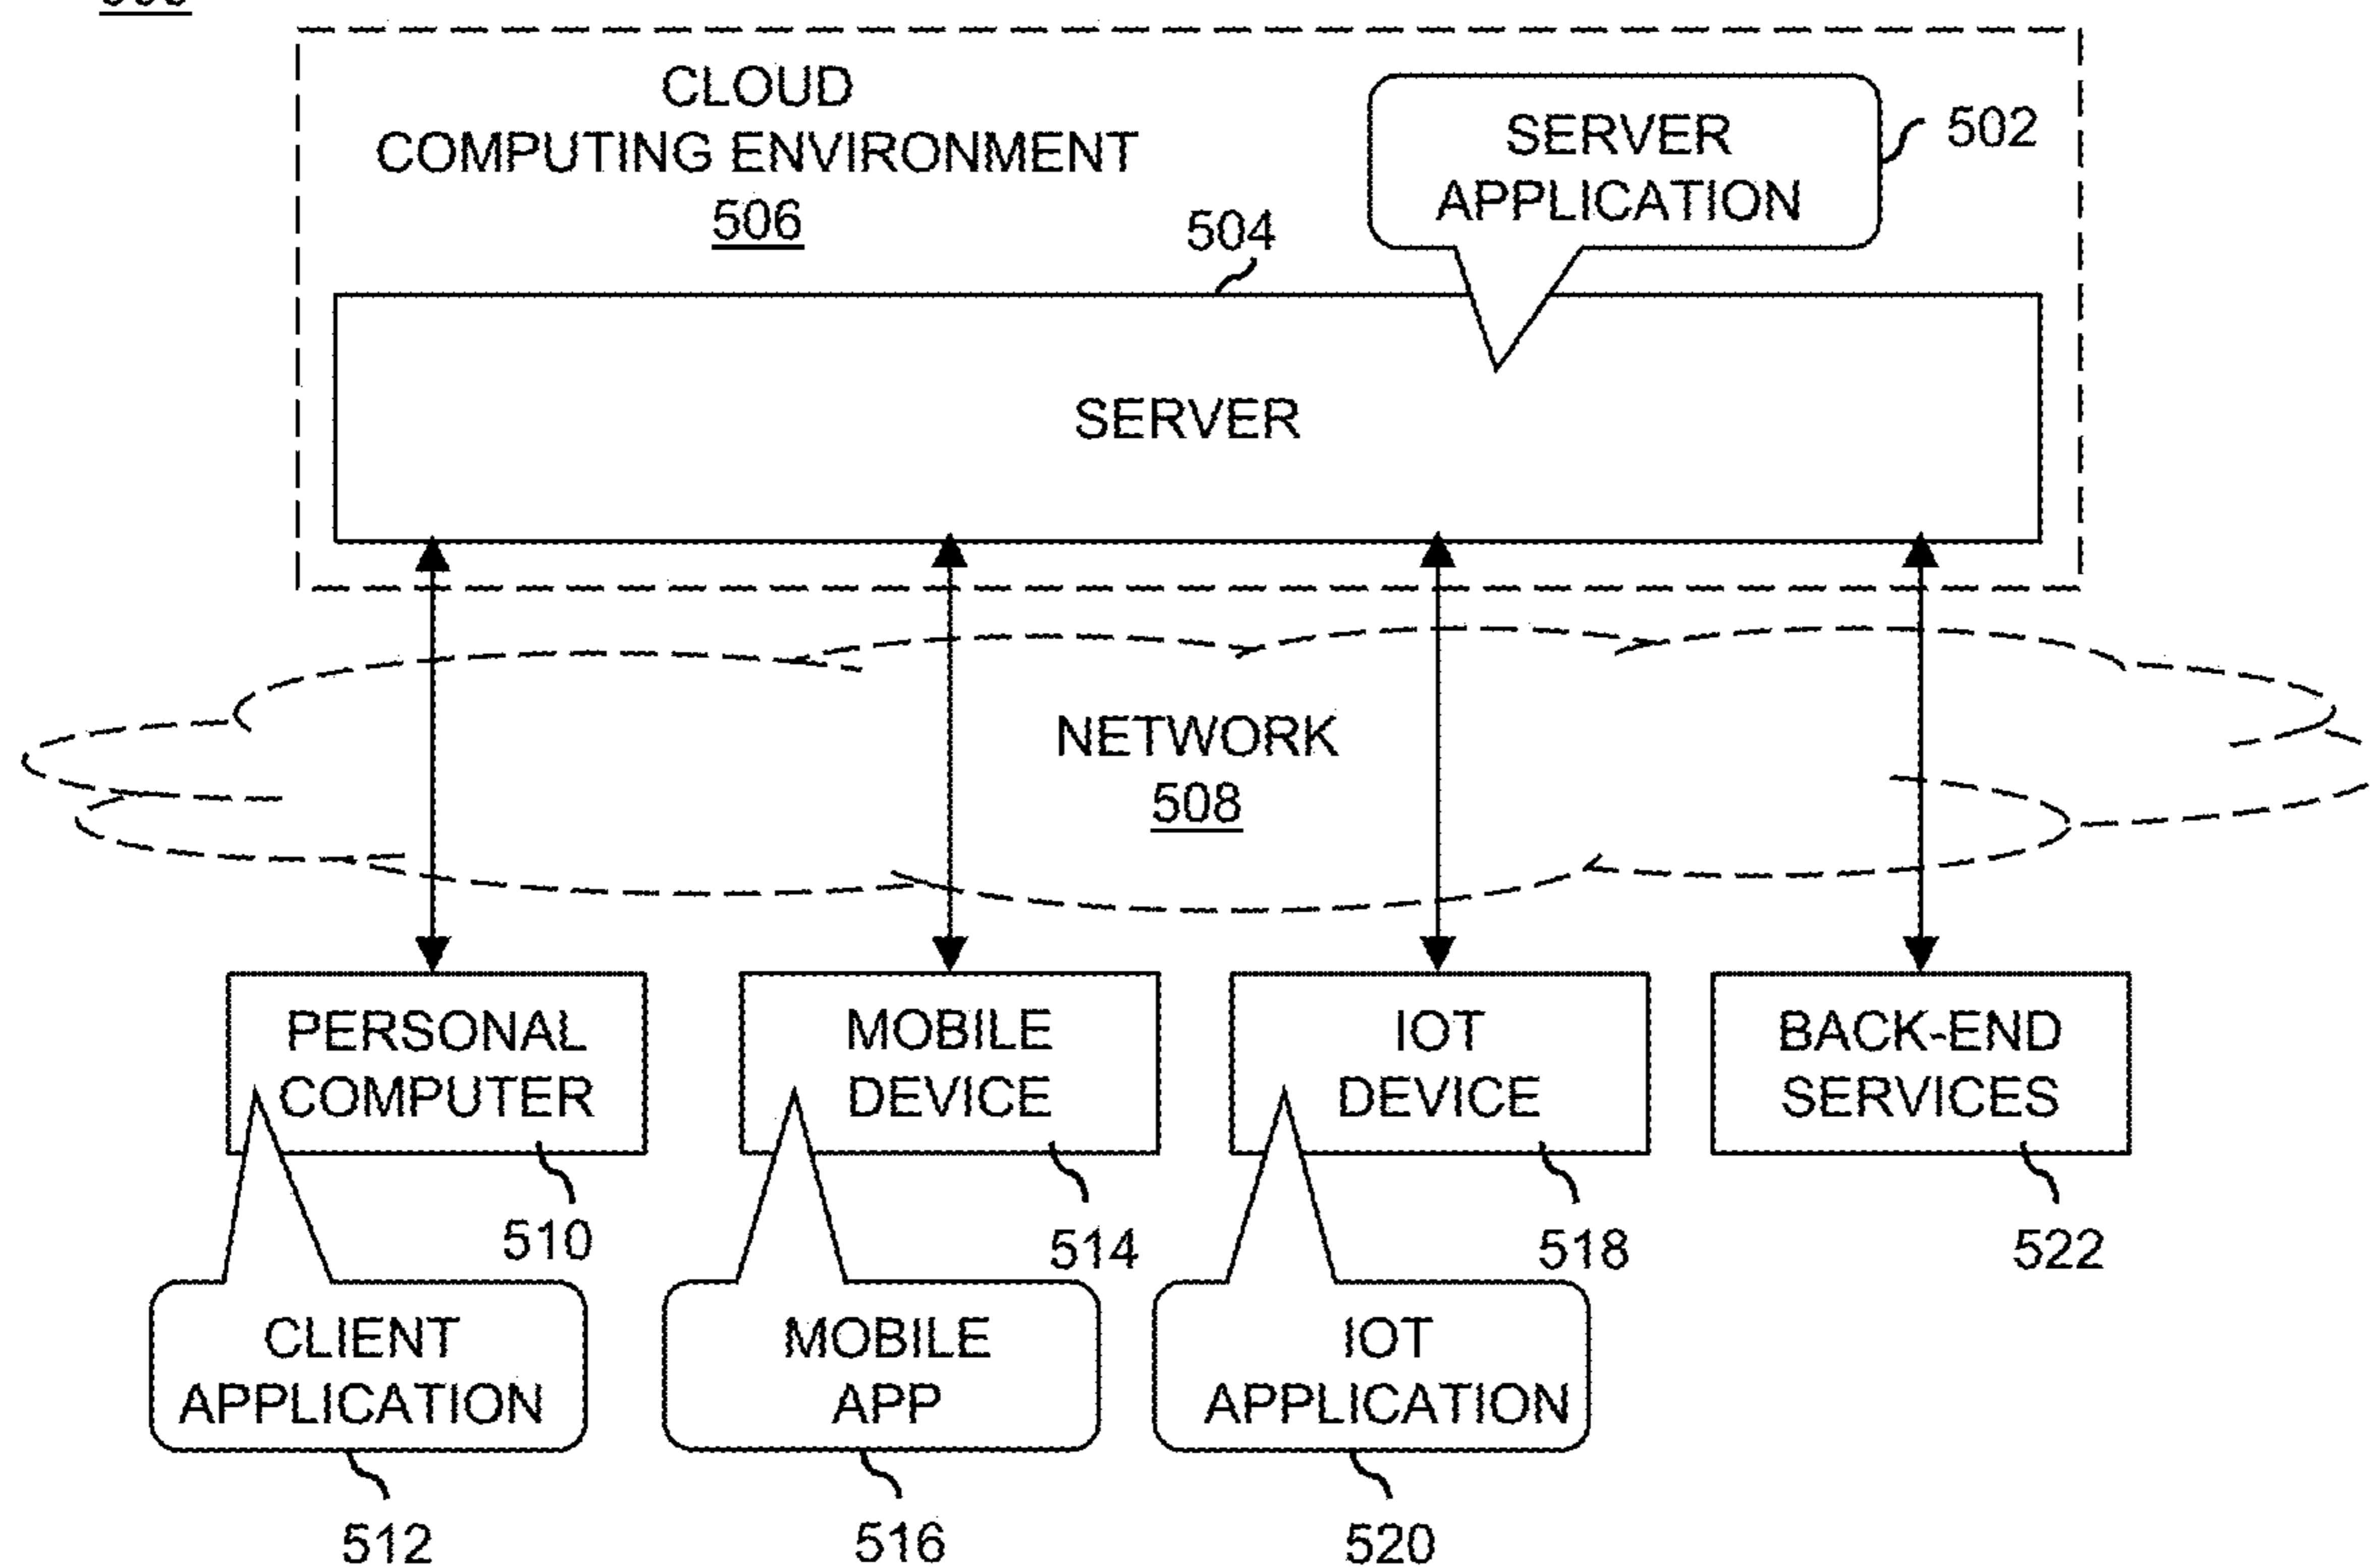 CLOUD
COMPUTING ENVIRONMENT
506
SERVER
APPLICATION
502
504
SERVER
NETWORK
508
PERSONAL
COMPUTER
510
MOBILE
DEVICE
514
IOT
DEVICE
518
BACK-END
SERVICES
522
CLIENT
APPLICATION
512
MOBILE
APP
516
IOT
APPLICATION
520